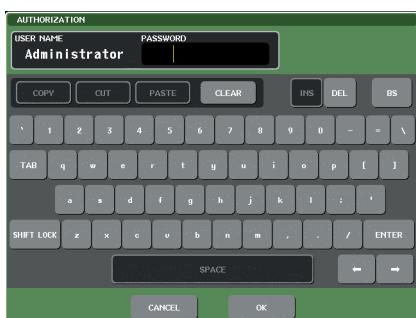 AUTHORIZATION
USER NAME PASSWORD
Administrator
COPY CUT PASTE CLEAR INS DEL BS
` 1 2 3 4 5 6 7 8 9 0 - = \
TAB q w e r t y u i o p [ ]
a s d f g h j k l ; '
SHIFT LOCK z x c v b n m , . / ENTER
SPACE ← →
CANCEL OK